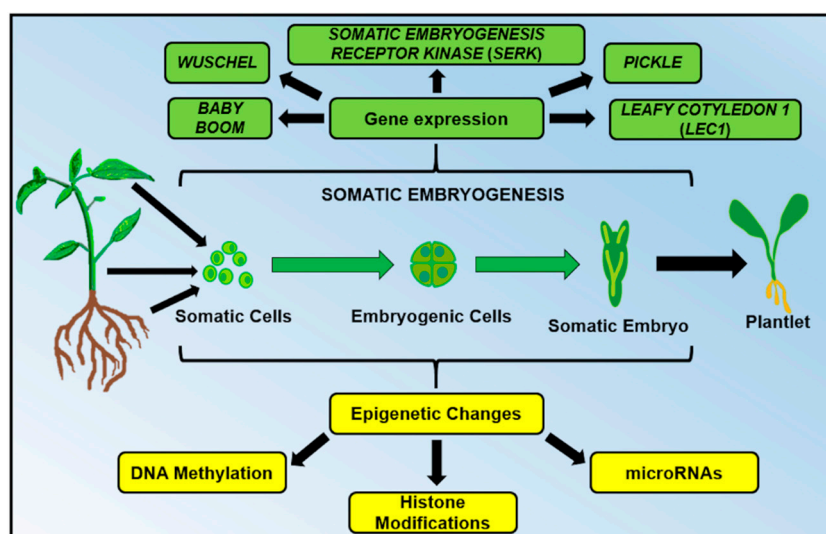 SOMATIC EMBRYOGENESIS
RECEPTOR KINASE (SERK)
WUSCHEL
PICKLE
BABY
BOOM
Gene expression
LEAFY COTYLEDON 1
(LEC1)
SOMATIC EMBRYOGENESIS
Somatic Cells
Embryogenic Cells
Somatic Embryo
Plantlet
Epigenetic Changes
DNA Methylation
microRNAs
Histone
Modifications